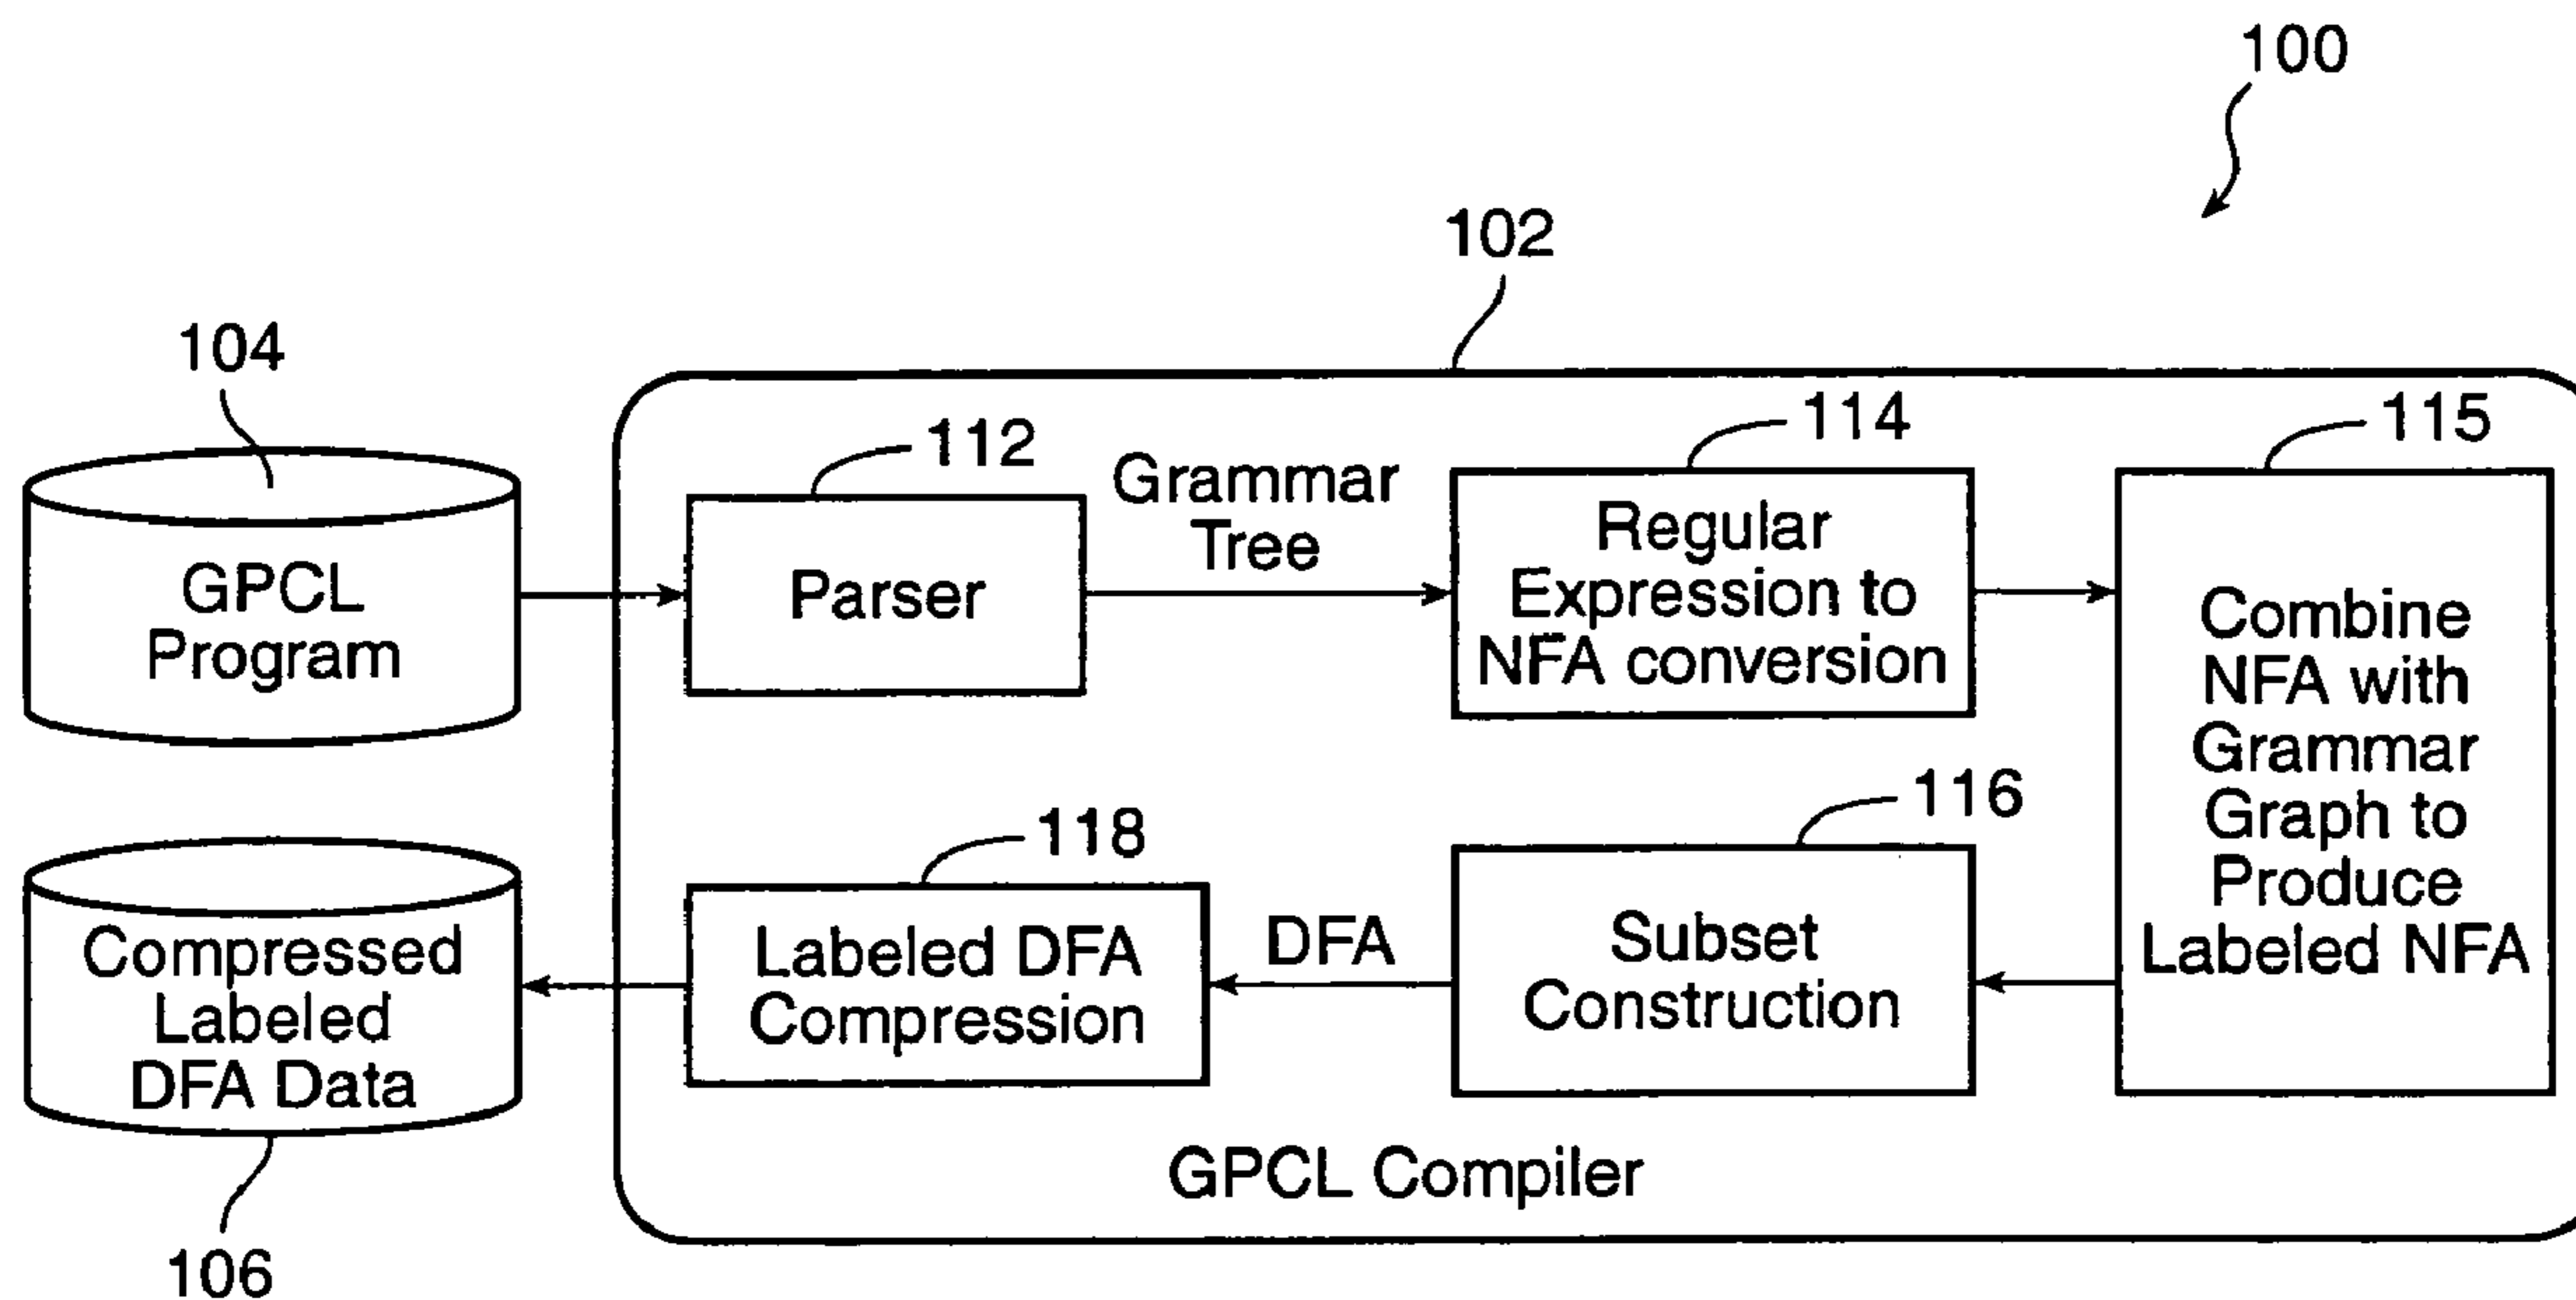 100
102
104
GPCL
Program
112
Parser
Grammar
Tree
114
Regular
Expression to
NFA conversion
115
Combine
NFA with
Grammar
Graph to
Produce
Labeled NFA
116
Subset
Construction
DFA
118
Labeled DFA
Compression
Compressed
Labeled
DFA Data
106
GPCL Compiler